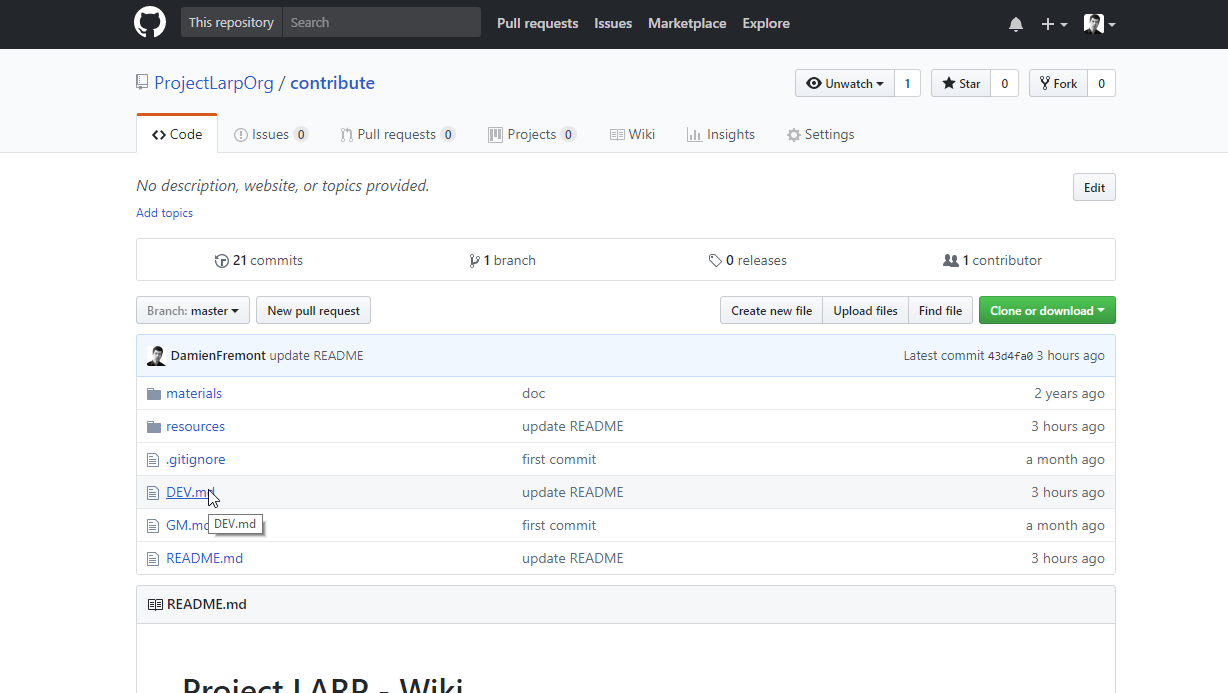 This repository Search Pull requests Issues Marketplace Explore
ProjectLarpOrg / contribute Unwatch 1 Star 0 Fork 0
Code Issues 0 Pull requests 0 Projects 0 Wiki Insights Settings
No description, website, or topics provided. Edit
Add topics
21 commits 1 branch 0 releases 1 contributor
Branch: master New pull request Create new file Upload files Find file Clone or download
DamienFremont update README Latest commit 43d4fa0 3 hours ago
materials doc 2 years ago
resources update README 3 hours ago
.gitignore first commit a month ago
DEV.md update README 3 hours ago
DEV.md
GM.md first commit a month ago
README.md update README 3 hours ago
README.md
Project LARP - Wiki